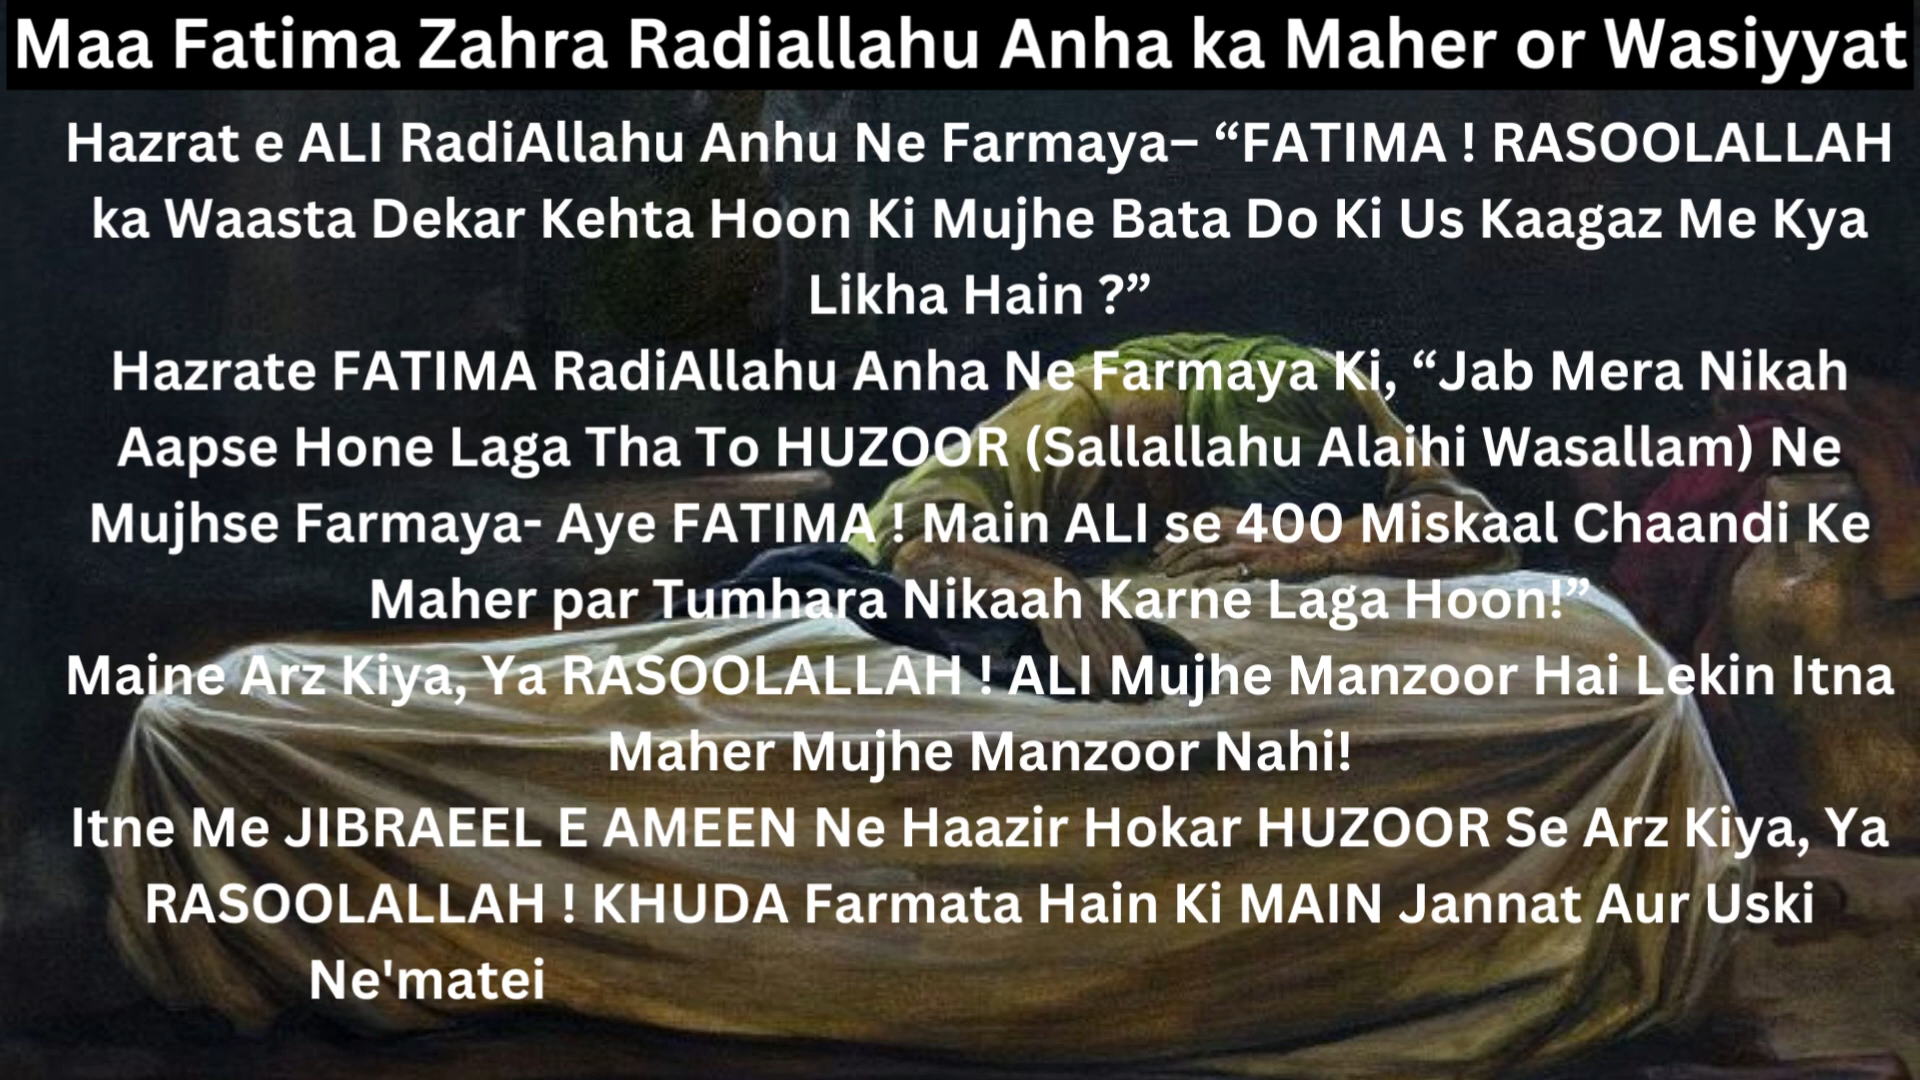 Maa Fatima Zahra Radiallahu Anha ka Maher or Wasiyyat
Hazrat e ALI RadiAllahu Anhu Ne Farmaya– “FATIMA ! RASOOLALLAH
ka Waasta Dekar Kehta Hoon Ki Mujhe Bata Do Ki Us Kaagaz Me Kya
Likha Hain ?”
Hazrate FATIMA RadiAllahu Anha Ne Farmaya Ki, “Jab Mera Nikah
Aapse Hone Laga Tha To HUZOOR (Sallallahu Alaihi Wasallam) Ne
Mujhse Farmaya- Aye FATIMA ! Main ALI se 400 Miskaal Chaandi Ke
Maher par Tumhara Nikaah Karne Laga Hoon!”
Maine Arz Kiya, Ya RASOOLALLAH ! ALI Mujhe Manzoor Hai Lekin Itna
Maher Mujhe Manzoor Nahi!
Itne Me JIBRAEEL E AMEEN Ne Haazir Hokar HUZOOR Se Arz Kiya, Ya
RASOOLALLAH ! KHUDA Farmata Hain Ki MAIN Jannat Aur Uski
Ne'matei